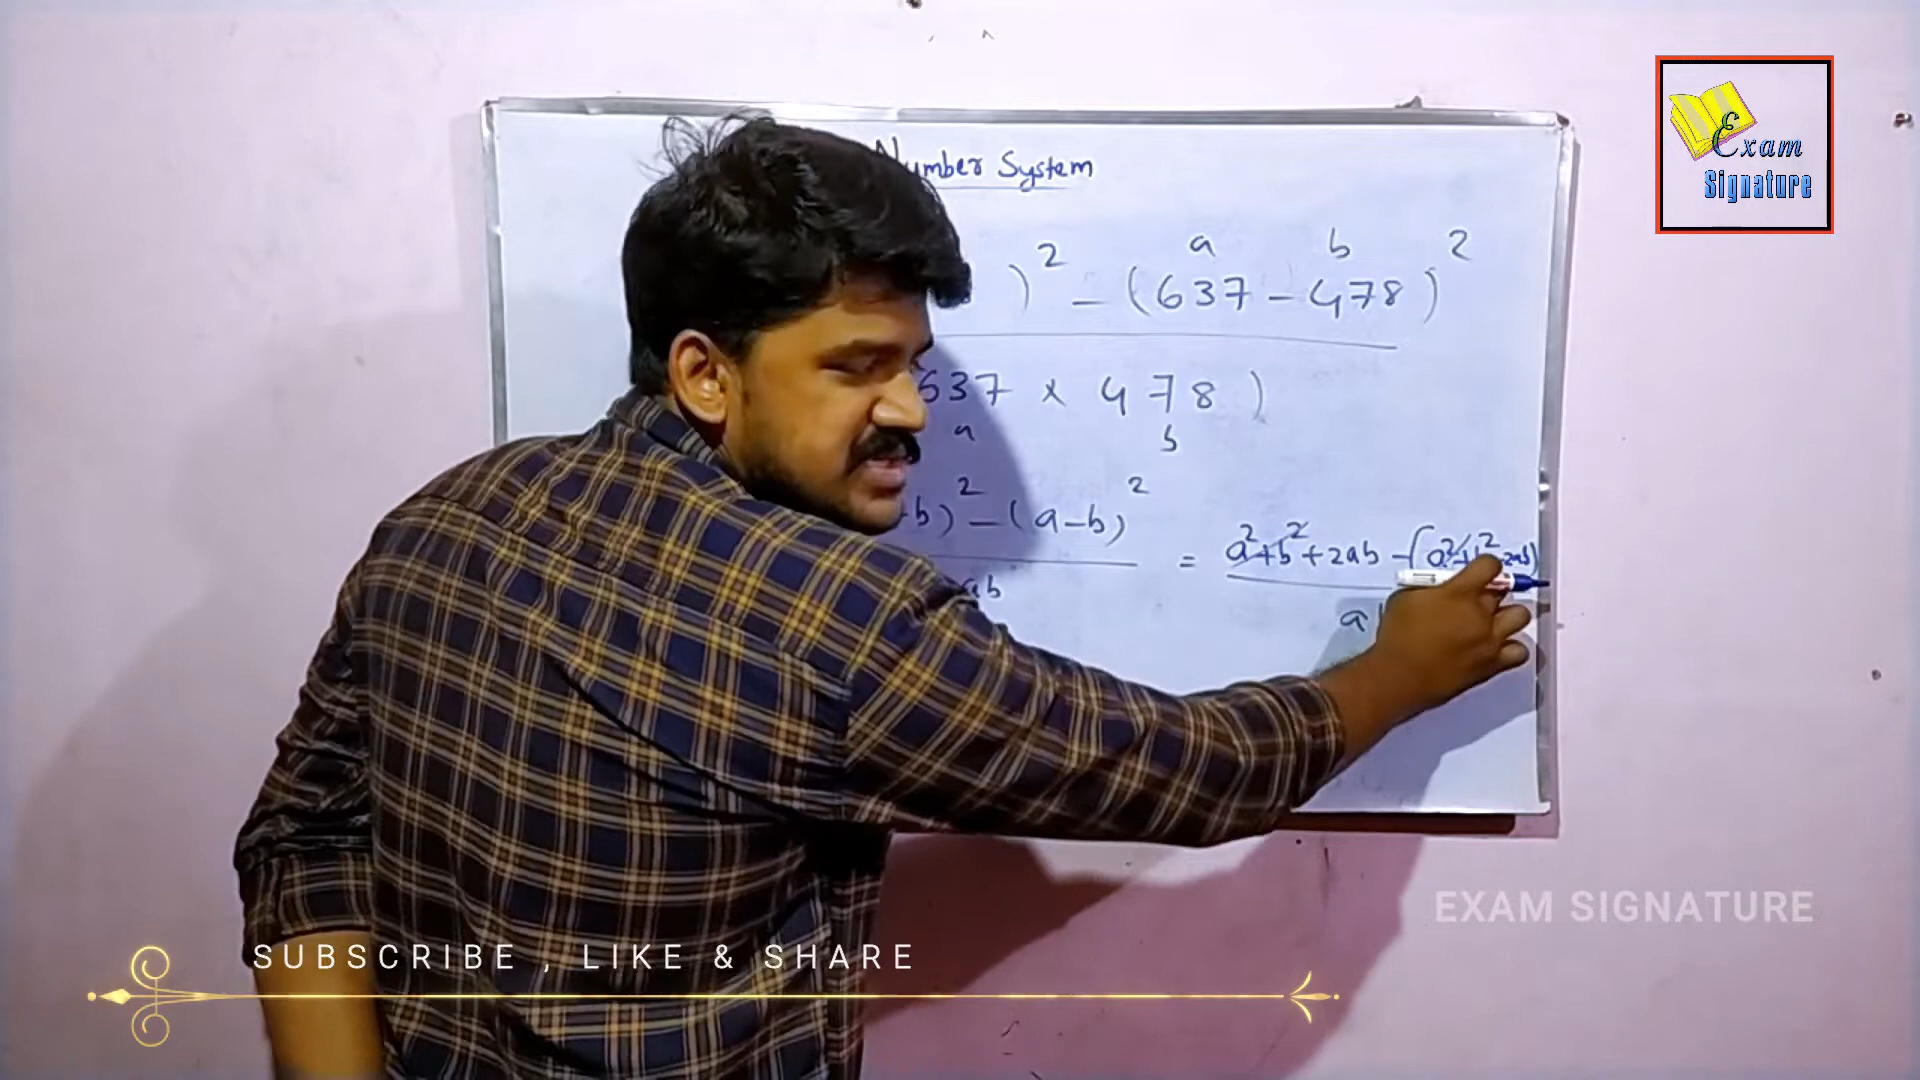 Number System
a b
)² – (637 – 478)²
637 × 478 )
a b
b)² – (a – b)²
ab
= a² + b² + 2ab – (a² + b² 2ab)
a
Exam
Signature
EXAM SIGNATURE
SUBSCRIBE , LIKE & SHARE